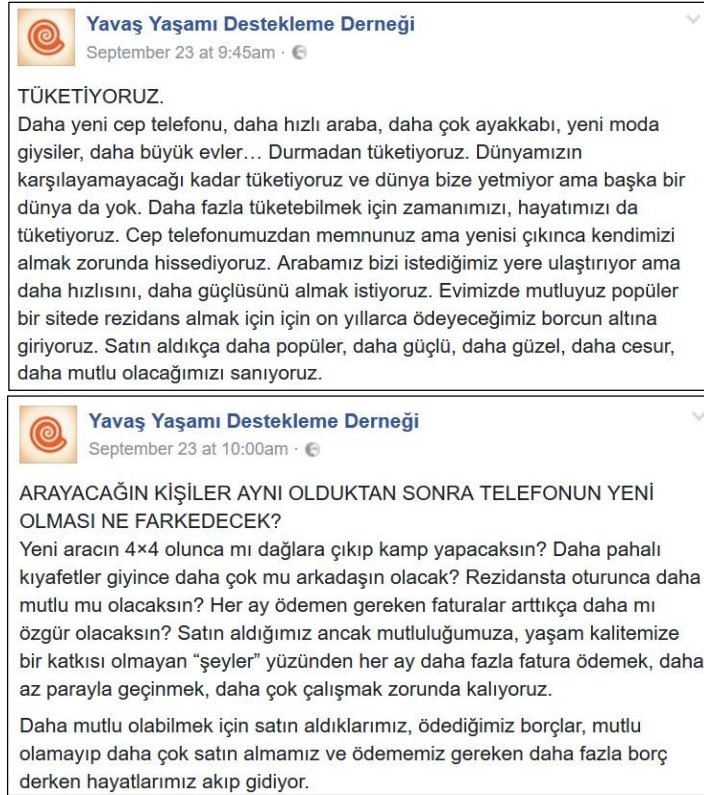 Yavaş Yaşamı Destekleme Derneği
September 23 at 9:45am ·
TÜKETİYORUZ.
Daha yeni cep telefonu, daha hızlı araba, daha çok ayakkabı, yeni moda
giysiler, daha büyük evler… Durmadan tüketiyoruz. Dünyamızın
karşılayamayacağı kadar tüketiyoruz ve dünya bize yetmiyor ama başka bir
dünya da yok. Daha fazla tüketebilmek için zamanımızı, hayatımızı da
tüketiyoruz. Cep telefonumuzdan memnunuz ama yenisi çıkınca kendimizi
almak zorunda hissediyoruz. Arabamız bizi istediğimiz yere ulaştırıyor ama
daha hızlısını, daha güçlüsünü almak istiyoruz. Evimizde mutluyuz popüler
bir sitede rezidans almak için için on yıllarca ödeyeceğimiz borcun altına
giriyoruz. Satın aldıkça daha popüler, daha güçlü, daha güzel, daha cesur,
daha mutlu olacağımızı sanıyoruz.
Yavaş Yaşamı Destekleme Derneği
September 23 at 10:00am ·
ARAYACAĞIN KİŞİLER AYNI OLDUKTAN SONRA TELEFONUN YENİ
OLMASI NE FARKEDECEK?
Yeni aracın 4×4 olunca mı dağlara çıkıp kamp yapacaksın? Daha pahalı
kıyafetler giyince daha çok mu arkadaşın olacak? Rezidansta oturunca daha
mutlu mu olacaksın? Her ay ödemen gereken faturalar arttıkça daha mı
özgür olacaksın? Satın aldığımız ancak mutluluğumuza, yaşam kalitemize
bir katkısı olmayan “şeyler” yüzünden her ay daha fazla fatura ödemek, daha
az parayla geçinmek, daha çok çalışmak zorunda kalıyoruz.
Daha mutlu olabilmek için satın aldıklarımız, ödediğimiz borçlar, mutlu
olamayıp daha çok satın almamız ve ödememiz gereken daha fazla borç
derken hayatlarımız akıp gidiyor.